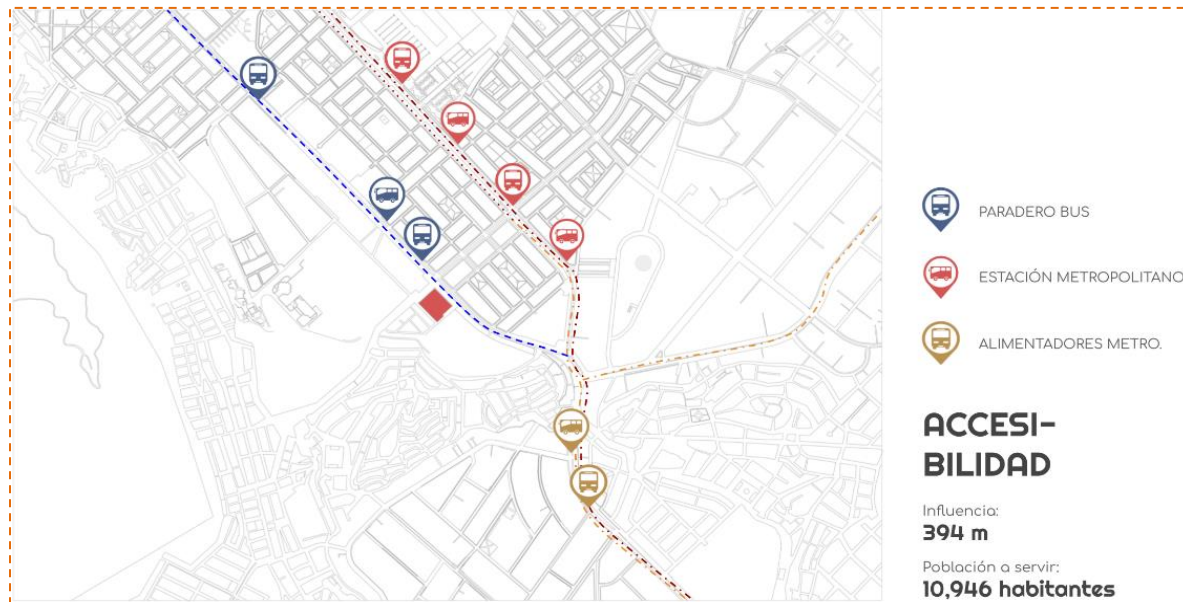 PARADERO BUS
ESTACIÓN METROPOLITANO
ALIMENTADORES METRO.
ACCESI-
BILIDAD
Influencia:
394 m
Población a servir:
10,946 habitantes